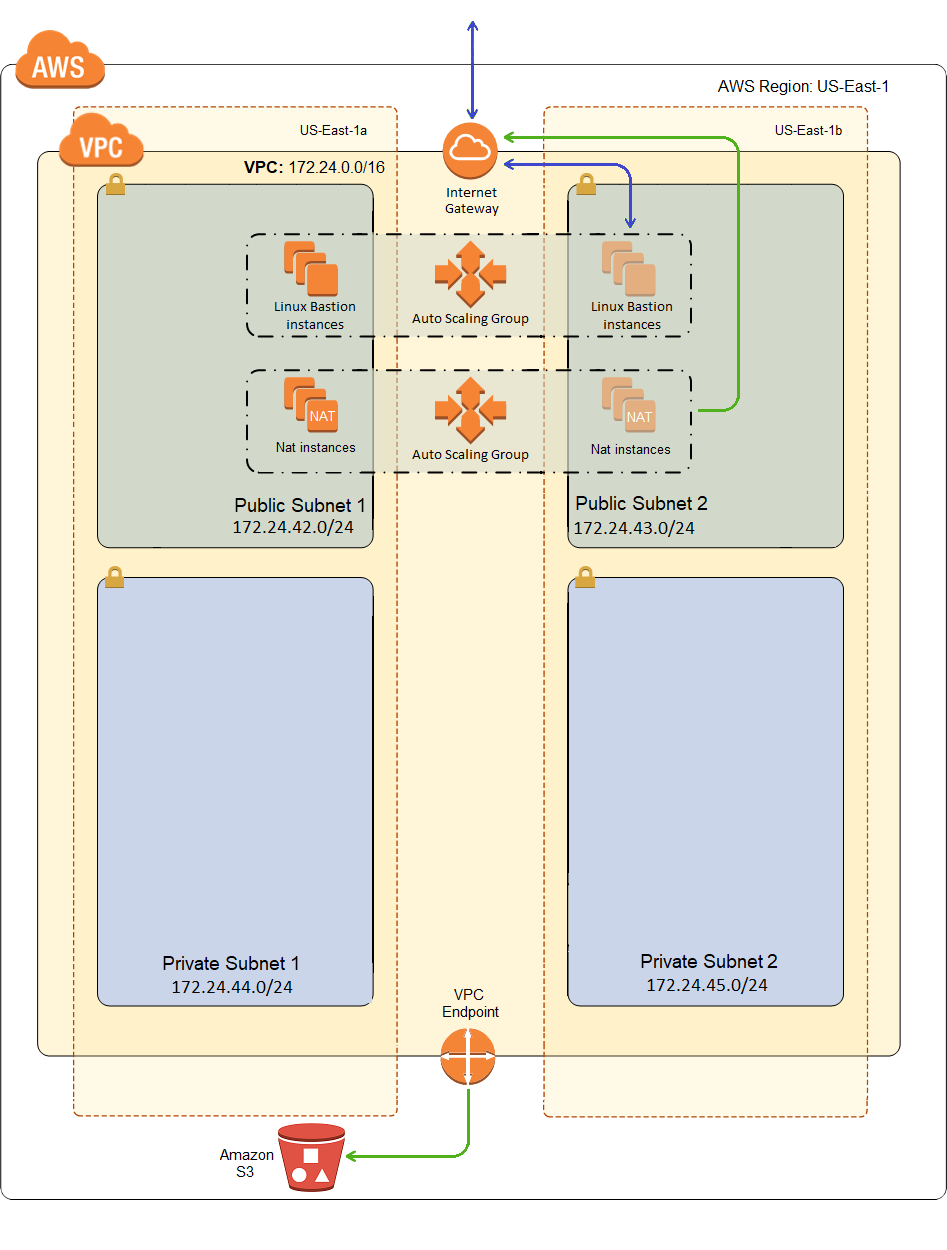 AWS
AWS Region: US-East-1
US-East-1a
US-East-1b
VPC
VPC: 172.24.0.0/16
Internet
Gateway
Linux Bastion
instances
Auto Scaling Group
Linux Bastion
instances
NAT
Nat instances
Auto Scaling Group
NAT
Nat instances
Public Subnet 1
172.24.42.0/24
Public Subnet 2
172.24.43.0/24
Private Subnet 1
172.24.44.0/24
Private Subnet 2
172.24.45.0/24
VPC
Endpoint
Amazon
S3